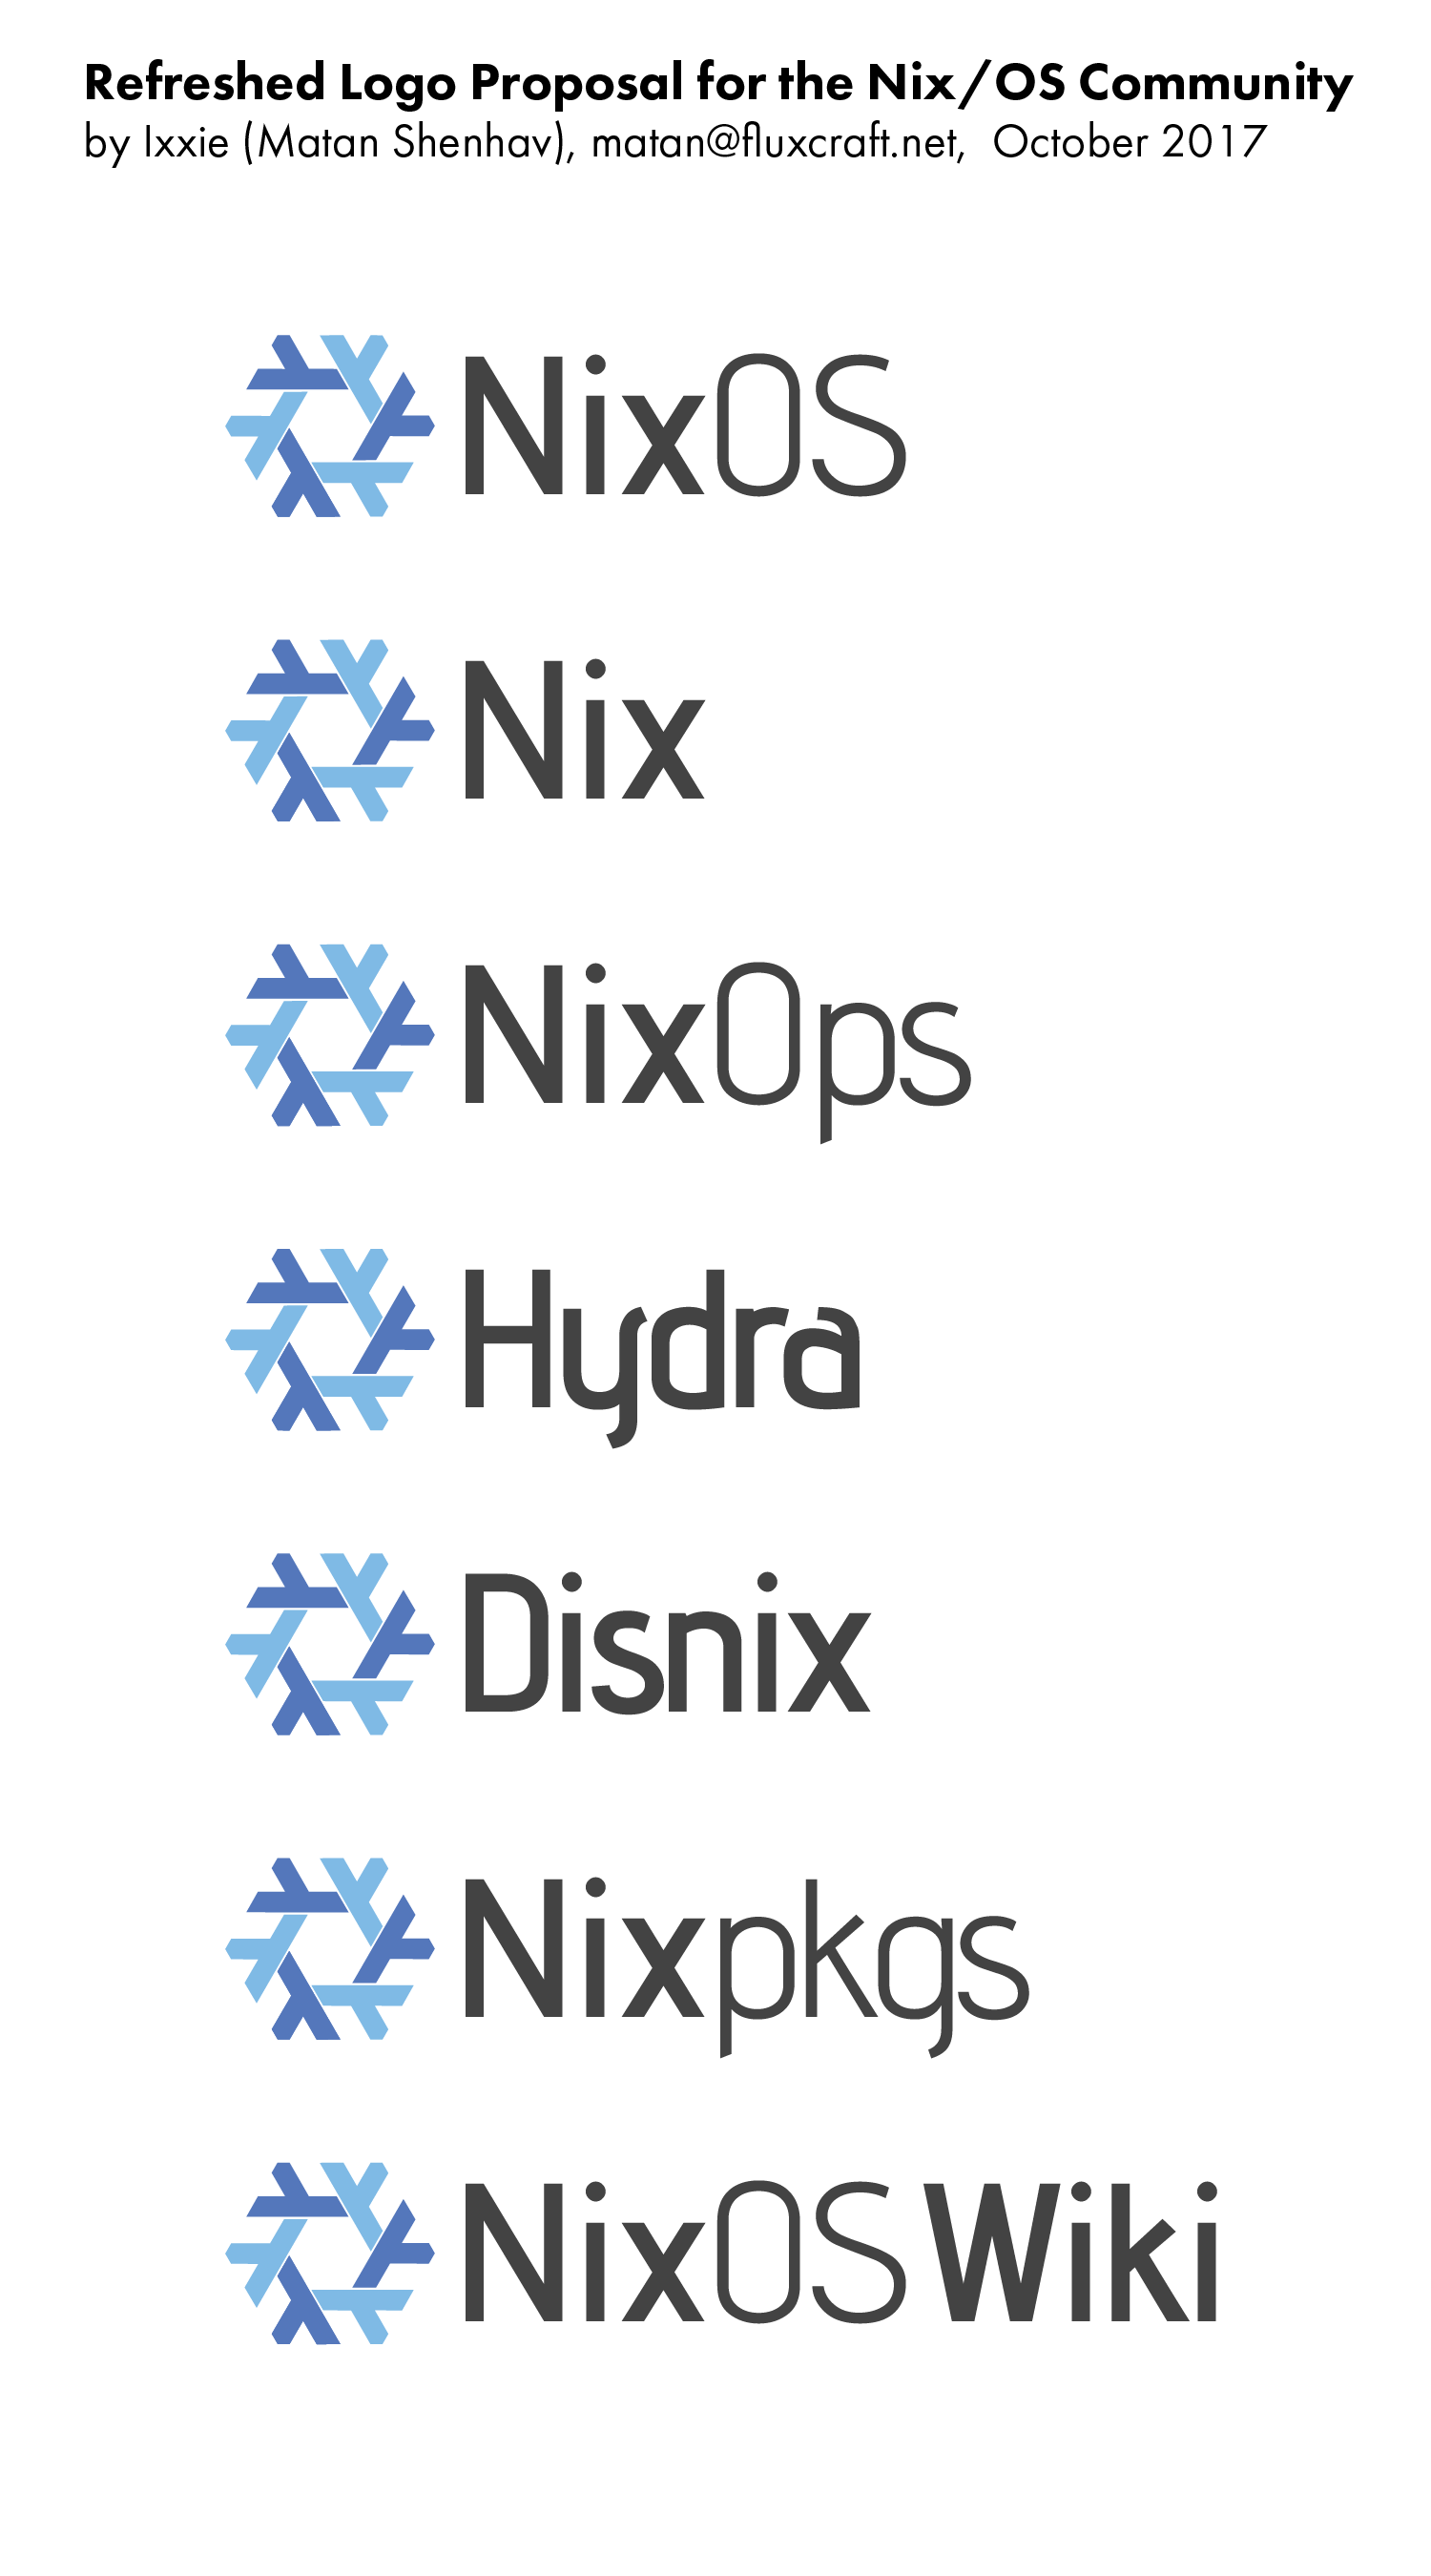 Refreshed Logo Proposal for the Nix/OS Community
by Ixxie (Matan Shenhav), matan@fluxcraft.net, October 2017
NixOS
Nix
NixOps
Hydra
Disnix
Nixpkgs
NixOS Wiki